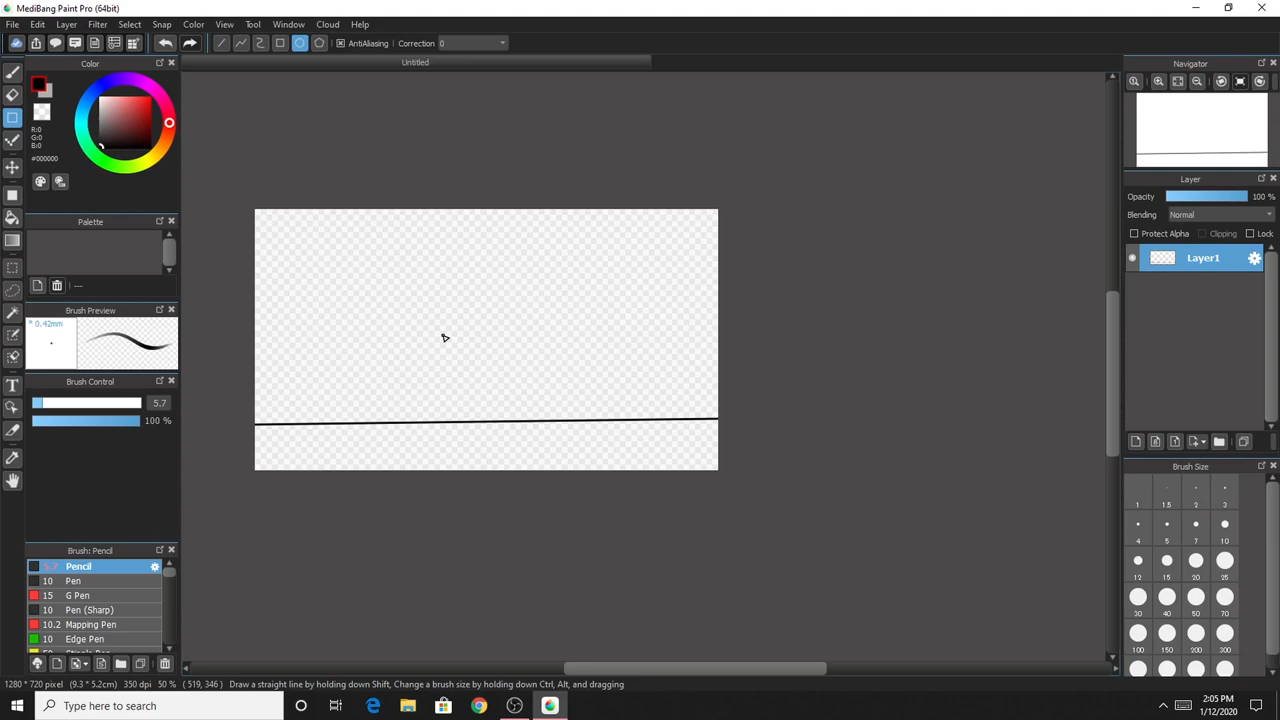 MediBang Paint Pro (64bit)
File Edit Layer Filter Select Snap Color View Tool Window Cloud Help
AntiAliasing Correction 0
Color
Untitled
Navigator
R:0
G:0
B:0
#000000
Palette
---
Brush Preview
* 0.42mm
Brush Control
5.7
100 %
Brush: Pencil
5.7 Pencil
10 Pen
15 G Pen
10 Pen (Sharp)
10.2 Mapping Pen
10 Edge Pen
Layer
Opacity 100 %
Blending Normal
Protect Alpha Clipping Lock
Layer1
Brush Size
1 1.5 2 3
4 5 7 10
12 15 20 25
30 40 50 70
100 150 200 300
1280 * 720 pixel (9.3 * 5.2cm) 350 dpi 50 % ( 519, 346 ) Draw a straight line by holding down Shift, Change a brush size by holding down Ctrl, Alt, and dragging
Type here to search
2:05 PM
1/12/2020